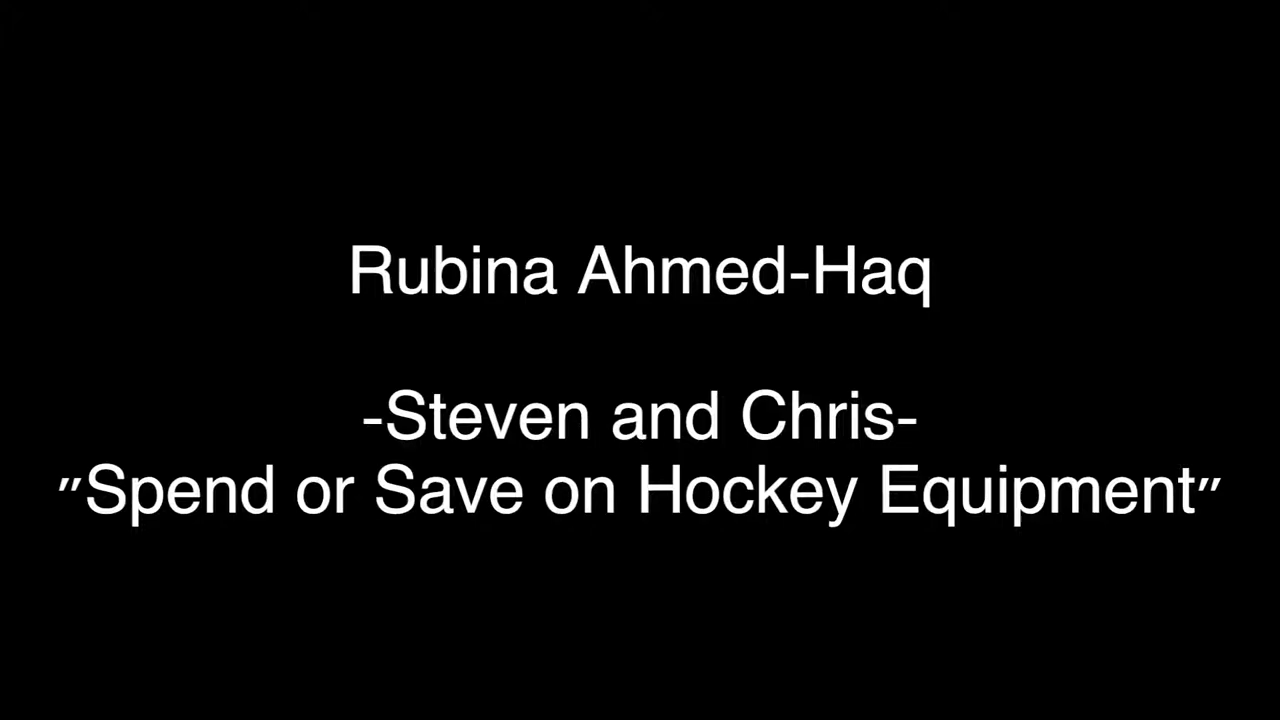 Rubina Ahmed-Haq
-Steven and Chris-
"Spend or Save on Hockey Equipment"